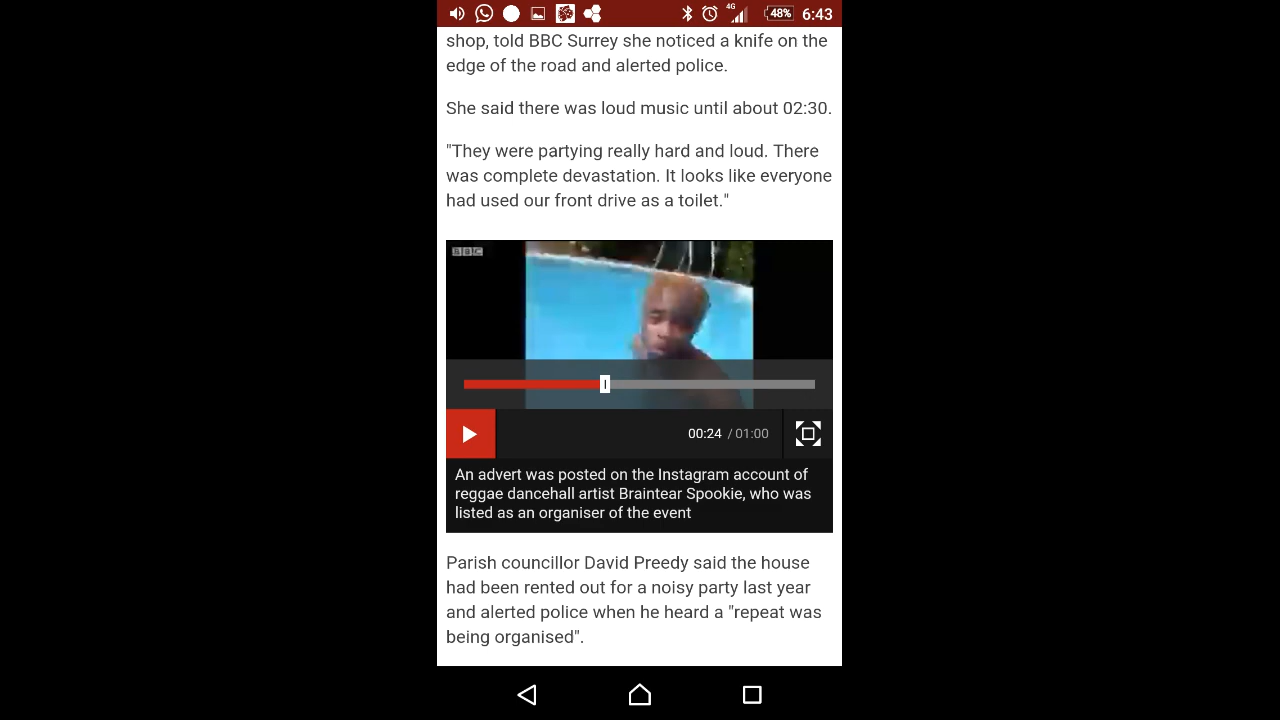 4G
48%
6:43
shop, told BBC Surrey she noticed a knife on the
edge of the road and alerted police.
She said there was loud music until about 02:30.
"They were partying really hard and loud. There
was complete devastation. It looks like everyone
had used our front drive as a toilet."
BBC
00:24 / 01:00
An advert was posted on the Instagram account of
reggae dancehall artist Braintear Spookie, who was
listed as an organiser of the event
Parish councillor David Preedy said the house
had been rented out for a noisy party last year
and alerted police when he heard a "repeat was
being organised".